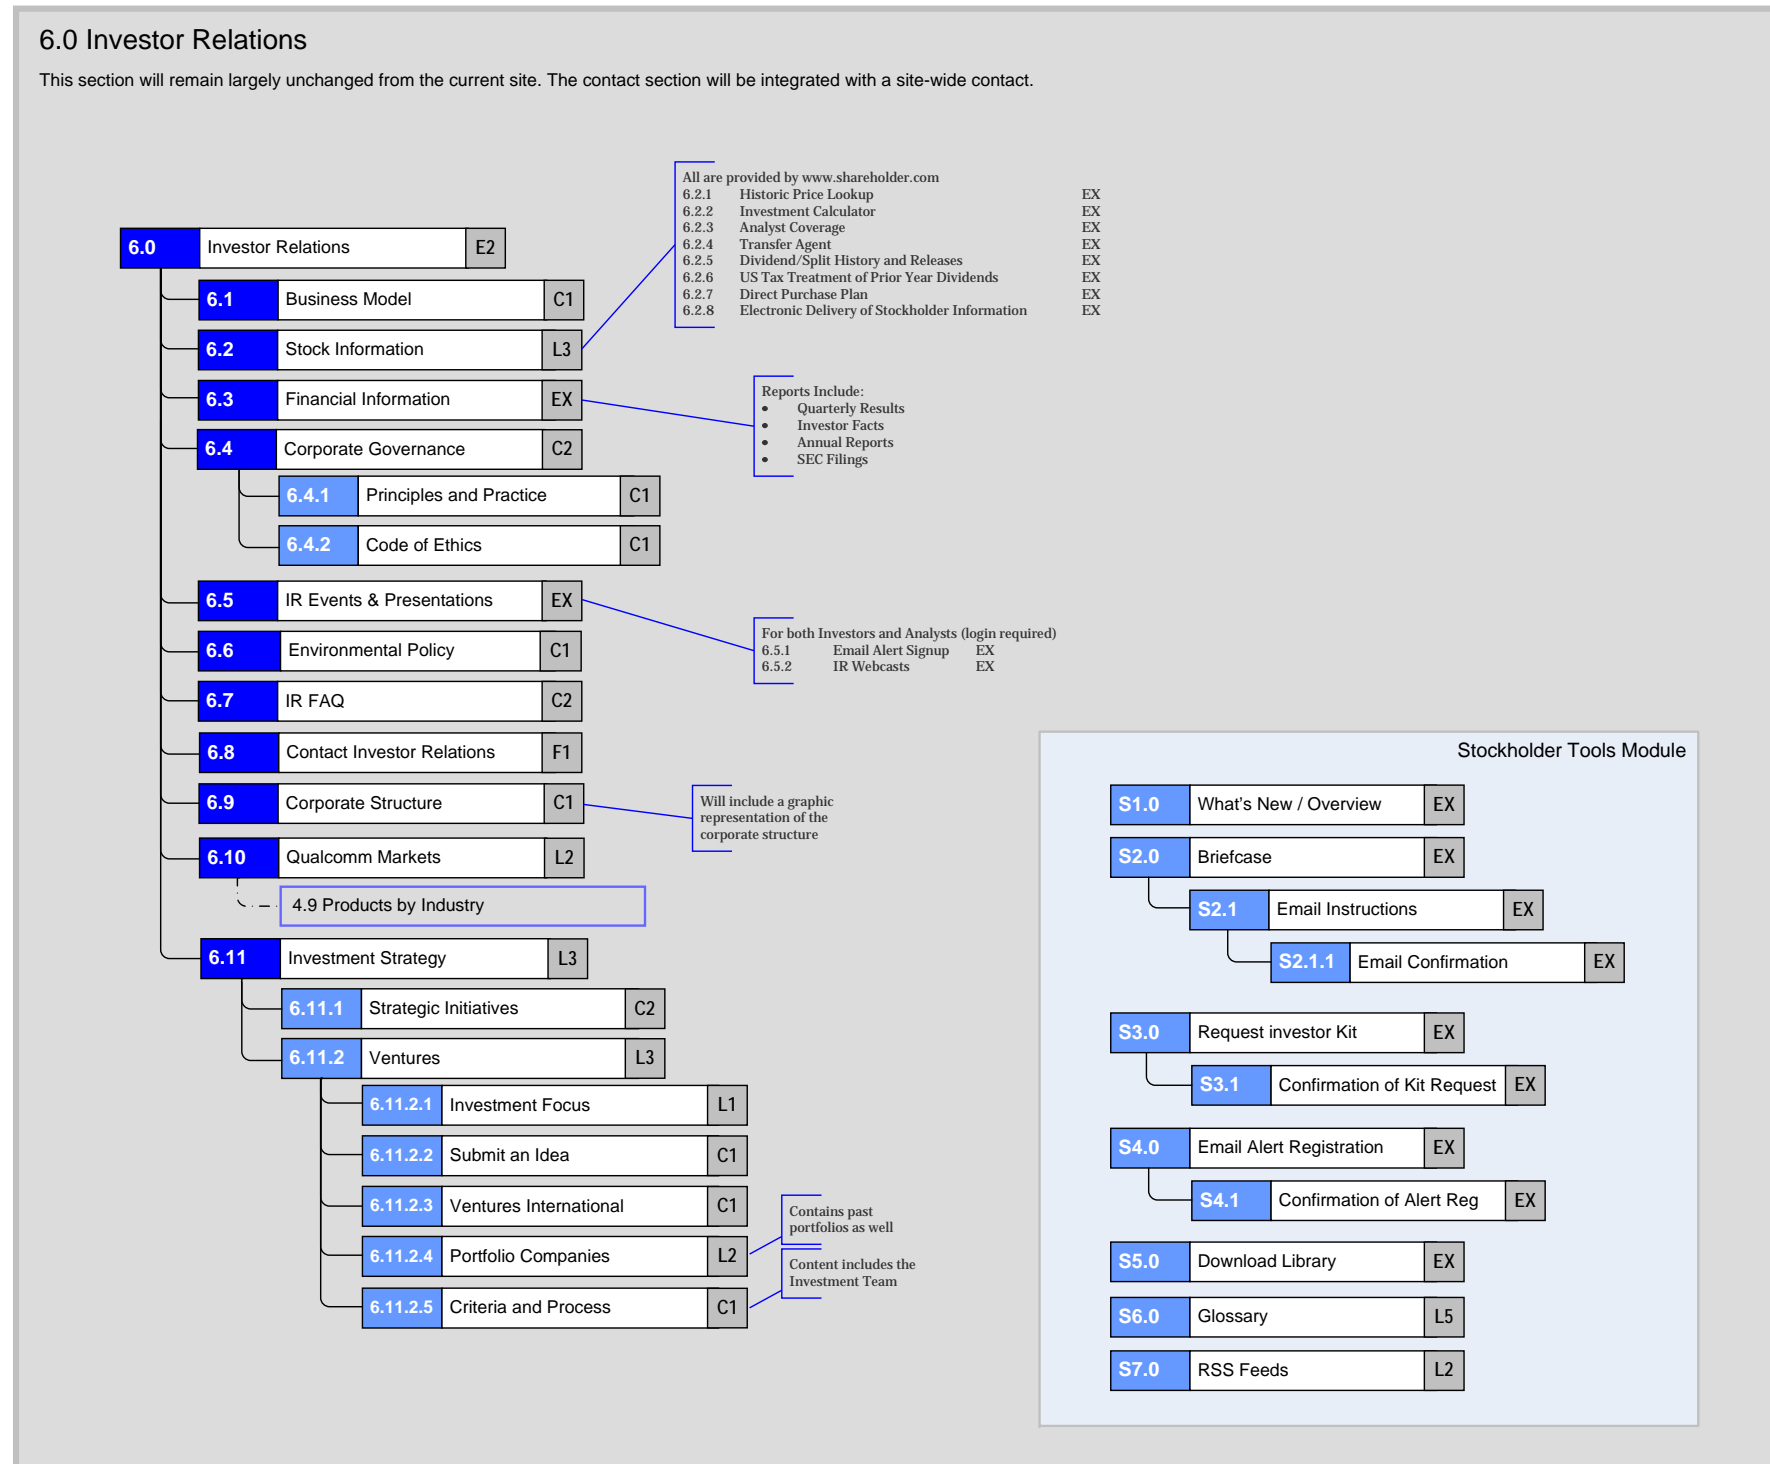 6.0 Investor Relations
This section will remain largely unchanged from the current site. The contact section will be integrated with a site-wide contact.
All are provided by www.shareholder.com
6.2.1 Historic Price Lookup EX
6.2.2 Investment Calculator EX
6.2.3 Analyst Coverage EX
6.2.4 Transfer Agent EX
6.2.5 Dividend/Split History and Releases EX
6.2.6 US Tax Treatment of Prior Year Dividends EX
6.2.7 Direct Purchase Plan EX
6.2.8 Electronic Delivery of Stockholder Information EX
6.0 Investor Relations E2
6.1 Business Model C1
6.2 Stock Information L3
6.3 Financial Information EX
Reports Include:
• Quarterly Results
• Investor Facts
• Annual Reports
• SEC Filings
6.4 Corporate Governance C2
6.4.1 Principles and Practice C1
6.4.2 Code of Ethics C1
6.5 IR Events & Presentations EX
For both Investors and Analysts (login required)
6.5.1 Email Alert Signup EX
6.5.2 IR Webcasts EX
6.6 Environmental Policy C1
6.7 IR FAQ C2
6.8 Contact Investor Relations F1
6.9 Corporate Structure C1
Will include a graphic
representation of the
corporate structure
6.10 Qualcomm Markets L2
4.9 Products by Industry
6.11 Investment Strategy L3
6.11.1 Strategic Initiatives C2
6.11.2 Ventures L3
6.11.2.1 Investment Focus L1
6.11.2.2 Submit an Idea C1
6.11.2.3 Ventures International C1
6.11.2.4 Portfolio Companies L2
Contains past
portfolios as well
6.11.2.5 Criteria and Process C1
Content includes the
Investment Team
Stockholder Tools Module
S1.0 What's New / Overview EX
S2.0 Briefcase EX
S2.1 Email Instructions EX
S2.1.1 Email Confirmation EX
S3.0 Request investor Kit EX
S3.1 Confirmation of Kit Request EX
S4.0 Email Alert Registration EX
S4.1 Confirmation of Alert Reg EX
S5.0 Download Library EX
S6.0 Glossary L5
S7.0 RSS Feeds L2